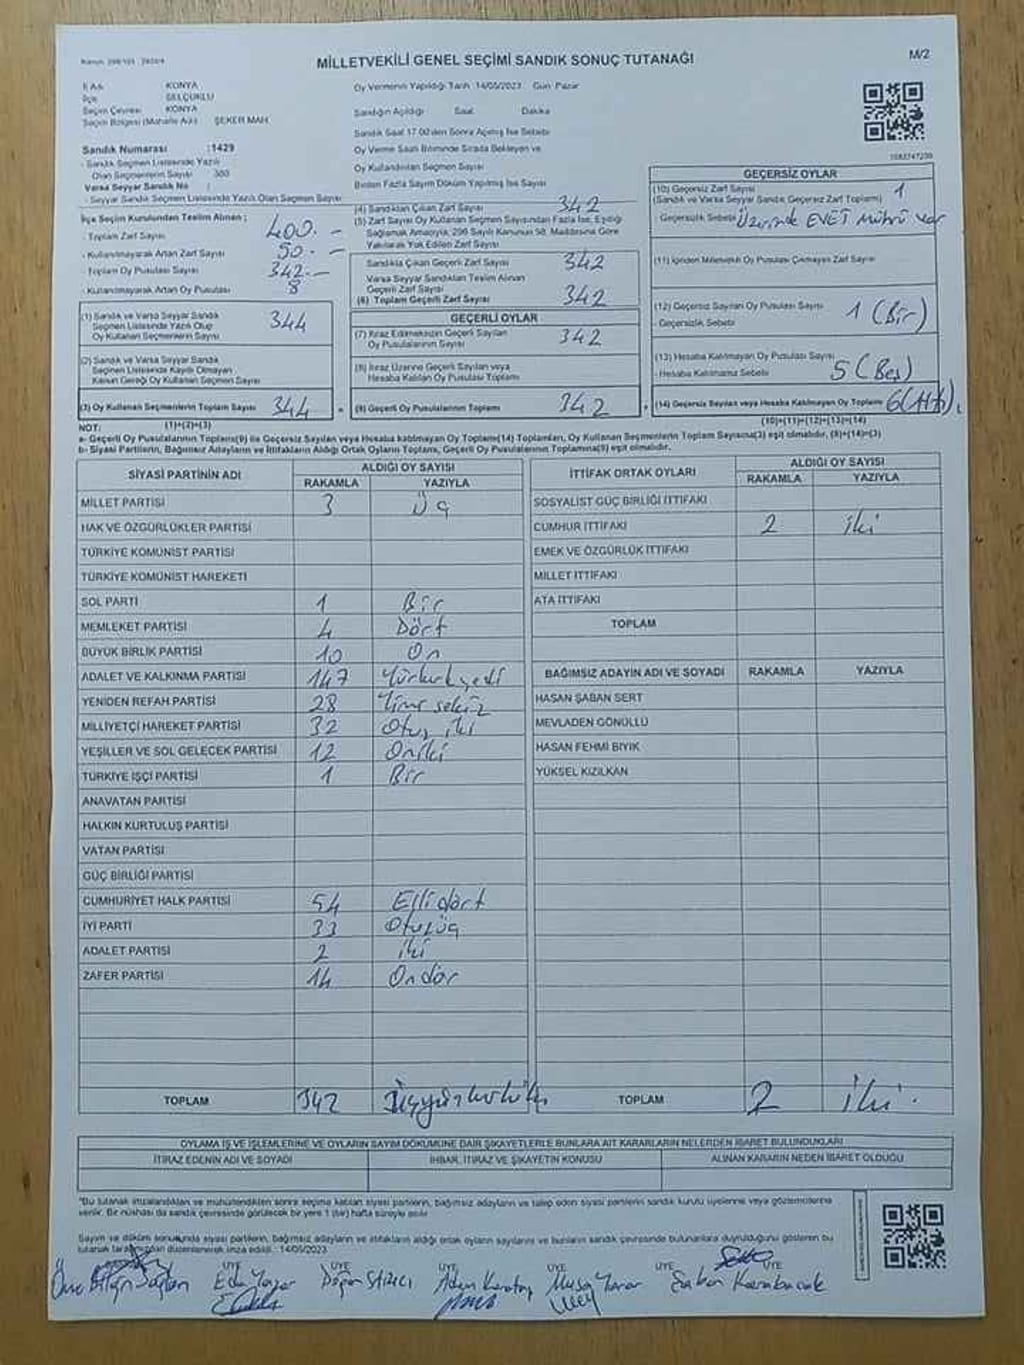 MİLLETVEKİLİ GENEL SEÇİMİ SANDIK SONUÇ TUTANAĞI
M/2
İl Adı KONYA
İlçe SELÇUKLU
Seçim Çevresi KONYA
Seçim Bölgesi (Mahalle Adı) ŞEKER MAH.
Sandık Numarası :1429
- Sandık Seçmen Listesinde Yazılı
Olan Seçmenlerin Sayısı
Varsa Seyyar Sandık No :
- Seyyar Sandık Seçmen Listesinde Yazılı Olan Seçmen Sayısı
Oy Vermenin Yapıldığı Tarih 14/05/2023 Gün Pazar
Sandığın Açıldığı Saat Dakika
Sandık Saat 17.00'den Sonra Açılmış İse Sebebi
Oy Verme Saati Bitiminde Sırada Bekleyen ve
Oy Kullandırılan Seçmen Sayısı
Birden Fazla Sayım Döküm Yapılmış İse Sayısı
İlçe Seçim Kurulundan Teslim Alınan ;
- Toplam Zarf Sayısı 400.-
- Kullanılmayarak Artan Zarf Sayısı 50.-
- Toplam Oy Pusulası Sayısı 342.-
- Kullanılmayarak Artan Oy Pusulası 8
(1) Sandık ve Varsa Seyyar Sandık
Seçmen Listesinde Yazılı Olup
Oy Kullanan Seçmenlerin Sayısı 344
(2) Sandık ve Varsa Seyyar Sandık
Seçmen Listesinde Kayıtlı Olmayan
Kanun Gereği Oy Kullanan Seçmen Sayısı
(3) Oy Kullanan Seçmenlerin Toplam Sayısı 344
(4) Sandıktan Çıkan Zarf Sayısı 342
(5) Zarf Sayısı Oy Kullanan Seçmen Sayısından Fazla İse, Eşitliği
Sağlamak Amacıyla, 298 Sayılı Kanunun 98. Maddesine Göre
Yakılarak Yok Edilen Zarf Sayısı
Sandıkta Çıkan Geçerli Zarf Sayısı 342
Varsa Seyyar Sandıktan Teslim Alınan
Geçerli Zarf Sayısı
(6) Toplam Geçerli Zarf Sayısı 342
GEÇERLİ OYLAR
(7) İtiraz Edilmeksizin Geçerli Sayılan
Oy Pusulalarının Sayısı 342
(8) İtiraz Üzerine Geçerli Sayılan veya
Hesaba Katılan Oy Pusulası Toplamı
(9) Geçerli Oy Pusulalarının Toplamı 342
GEÇERSİZ OYLAR
(10) Geçersiz Zarf Sayısı 1
(Sandık ve Varsa Seyyar Sandık Geçersiz Zarf Toplamı)
- Geçersizlik Sebebi Üzerinde EVET MÜHRÜ var
(11) İçinden Milletvekili Oy Pusulası Çıkmayan Zarf Sayısı
(12) Geçersiz Sayılan Oy Pusulası Sayısı 1 (Bir)
- Geçersizlik Sebebi
(13) Hesaba Katılmayan Oy Pusulası Sayısı 5 (Beş)
- Hesaba Katılmama Sebebi
(14) Geçersiz Sayılan veya Hesaba Katılmayan Oy Toplamı 6 (Altı)
NOT: (1)+(2)=(3)
(10)+(11)+(12)+(13)=(14)
a- Geçerli Oy Pusulalarının Toplamı(9) ile Geçersiz Sayılan veya Hesaba katılmayan Oy Toplamı(14) Toplamları, Oy Kullanan Seçmenlerin Toplam Sayısına(3) eşit olmalıdır, (9)+(14)=(3)
b- Siyasi Partilerin, Bağımsız Adayların ve İttifakların Aldığı Ortak Oyların Toplamı, Geçerli Oy Pusulalarının Toplamına(9) eşit olmalıdır.
SİYASİ PARTİNİN ADI ALDIĞI OY SAYISI
RAKAMLA YAZIYLA
MİLLET PARTİSİ 3 Üç
HAK VE ÖZGÜRLÜKLER PARTİSİ
TÜRKİYE KOMÜNİST PARTİSİ
TÜRKİYE KOMÜNİST HAREKETİ
SOL PARTİ 1 Bir
MEMLEKET PARTİSİ 4 Dört
BÜYÜK BİRLİK PARTİSİ 10 On
ADALET VE KALKINMA PARTİSİ 147
YENİDEN REFAH PARTİSİ 28
MİLLİYETÇİ HAREKET PARTİSİ 32 Otuz iki
YEŞİLLER VE SOL GELECEK PARTİSİ 12 Oniki
TÜRKİYE İŞÇİ PARTİSİ 1 Bir
ANAVATAN PARTİSİ
HALKIN KURTULUŞ PARTİSİ
VATAN PARTİSİ
GÜÇ BİRLİĞİ PARTİSİ
CUMHURİYET HALK PARTİSİ 54 Elli dört
İYİ PARTİ 33 Otuzüç
ADALET PARTİSİ 2 iki
ZAFER PARTİSİ 14 Ondör
TOPLAM 342
İTTİFAK ORTAK OYLARI ALDIĞI OY SAYISI
RAKAMLA YAZIYLA
SOSYALİST GÜÇ BİRLİĞİ İTTİFAKI
CUMHUR İTTİFAKI 2 iki
EMEK VE ÖZGÜRLÜK İTTİFAKI
MİLLET İTTİFAKI
ATA İTTİFAKI
TOPLAM
BAĞIMSIZ ADAYIN ADI VE SOYADI RAKAMLA YAZIYLA
HASAN ŞABAN SERT
MEVLADEN GÖNÜLLÜ
HASAN FEHMİ BIYIK
YÜKSEL KIZILKAN
TOPLAM 2 iki.
OYLAMA İŞ VE İŞLEMLERİNE VE OYLARIN SAYIM DÖKÜMÜNE DAİR ŞİKAYETLERLE BUNLARA AİT KARARLARIN NELERDEN İBARET BULUNDUKLARI
İTİRAZ EDENİN ADI VE SOYADI İHBAR, İTİRAZ VE ŞİKAYETİN KONUSU ALINAN KARARIN NEDEN İBARET OLDUĞU
*Bu tutanak imzalandıktan ve mühürlendikten sonra seçime katılan siyasi partilerin, bağımsız adayların ve talep eden siyasi partilerin sandık kurulu üyelerine veya gözlemcilerine
verilir. Bir nüshası da sandık çevresinde görülecek bir yere 1 (bir) hafta süreyle asılır.
Sayım ve döküm sonucunda siyasi partilerin, bağımsız adayların ve ittifakların aldığı ortak oyların sayılarını ve bunların sandık çevresinde bulunanlara duyurulduğunu gösteren bu
tutanak tarafımızdan düzenlenerek imza edildi. : 14/05/2023
ÜYE ÜYE ÜYE ÜYE ÜYE
Musa Yarar Şaban Karabacak